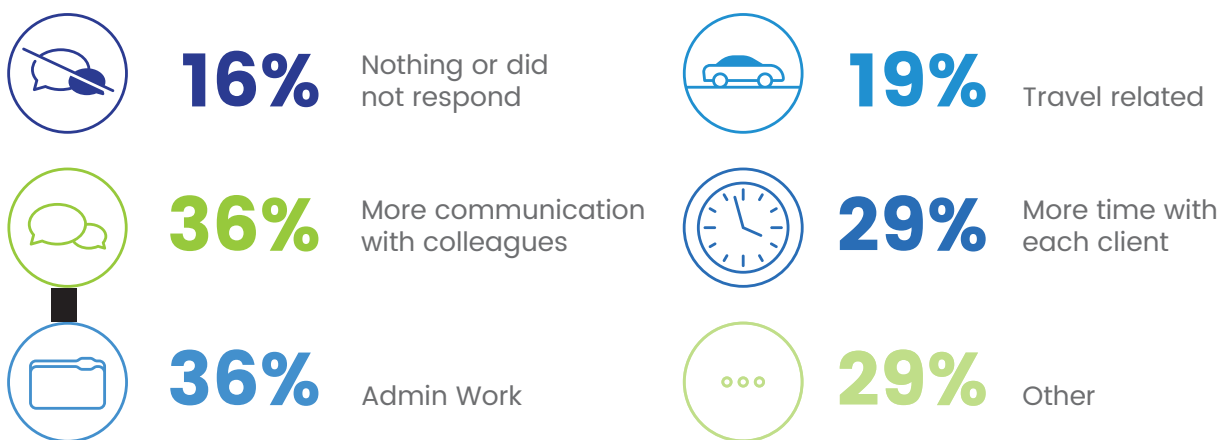 16%
Nothing or did
not respond
19%
Travel related
36%
More communication
with colleagues
29%
More time with
each client
36%
Admin Work
29%
Other